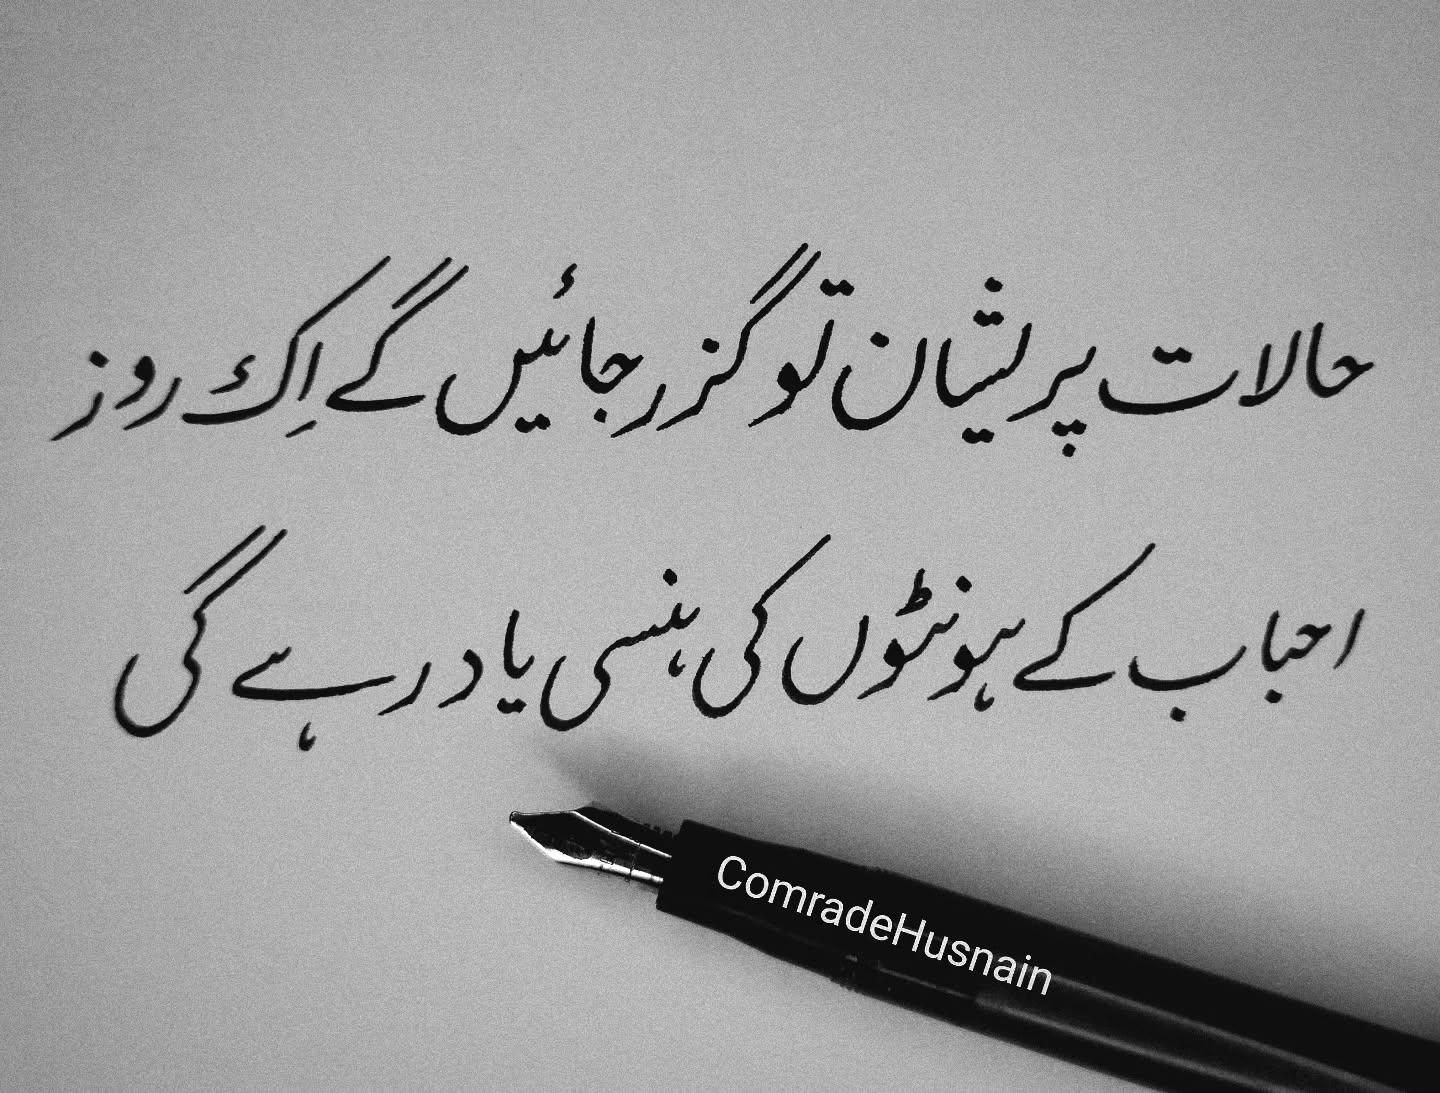 حالات پریشان تو گزر جائیں گے اِک روز
احباب کے ہونٹوں کی ہنسی یاد رہے گی
ComradeHusnain